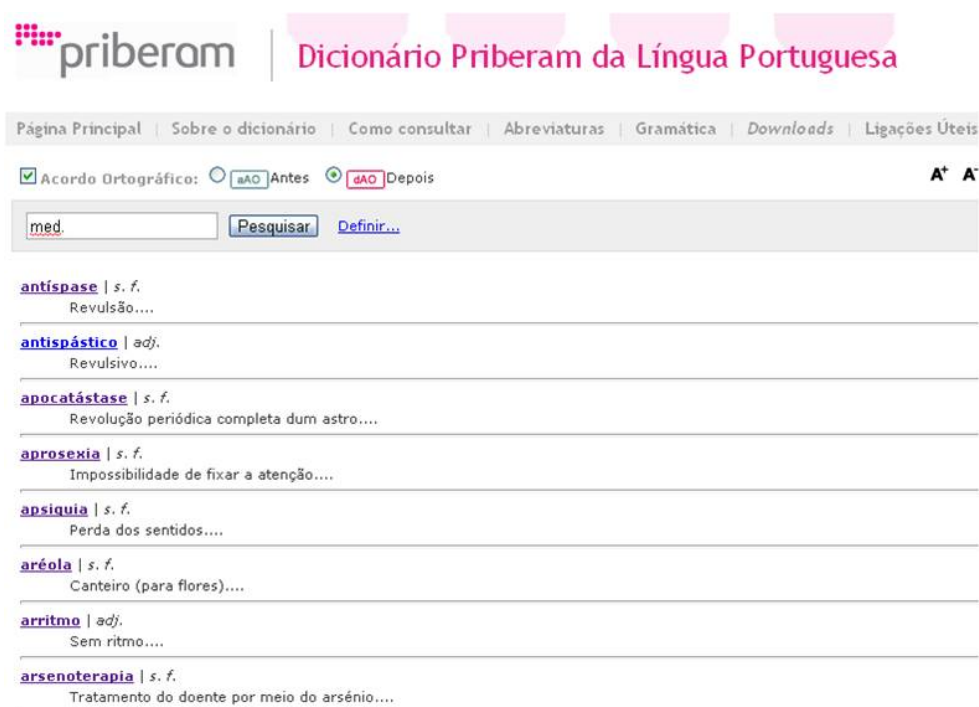 priberam | Dicionário Priberam da Língua Portuguesa
Página Principal | Sobre o dicionário | Como consultar | Abreviaturas | Gramática | Downloads | Ligações Úteis
Acordo Ortográfico: aAO Antes dAO Depois A+ A-
med. Pesquisar Definir...
antíspase | s. f.
Revulsão....
antispástico | adj.
Revulsivo....
apocatástase | s. f.
Revolução periódica completa dum astro....
aprosexia | s. f.
Impossibilidade de fixar a atenção....
apsiquia | s. f.
Perda dos sentidos....
aréola | s. f.
Canteiro (para flores)....
arritmo | adj.
Sem ritmo....
arsenoterapia | s. f.
Tratamento do doente por meio do arsénio....